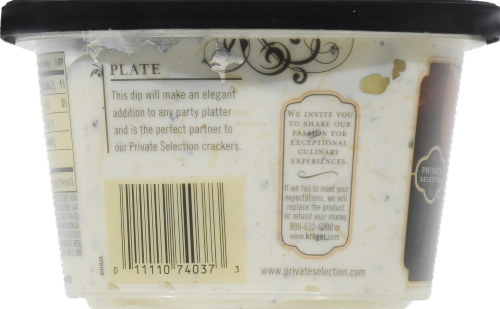 PLATE
This dip will make an elegant
addition to any party platter
and is the perfect partner to
our Private Selection crackers.
0 11110 74037 3
WE INVITE YOU
TO SHARE OUR
PASSION FOR
EXCEPTIONAL
CULINARY
EXPERIENCES.
If we fail to meet your
expectations, we will
replace the product
or refund your money.
800-632-6900 or
www.kroger.com
www.privateselection.com
PRIVATE
SELECTION